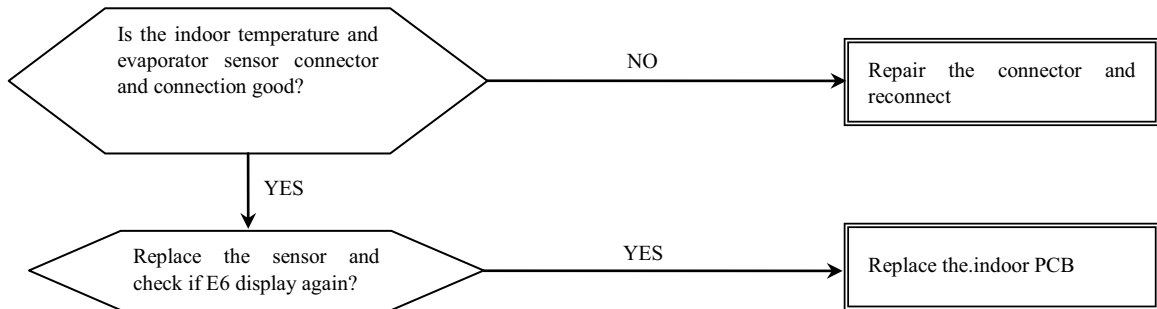 Is the indoor temperature and
evaporator sensor connector
and connection good?
NO
Repair the connector and
reconnect
YES
Replace the sensor and
check if E6 display again?
YES
Replace the.indoor PCB